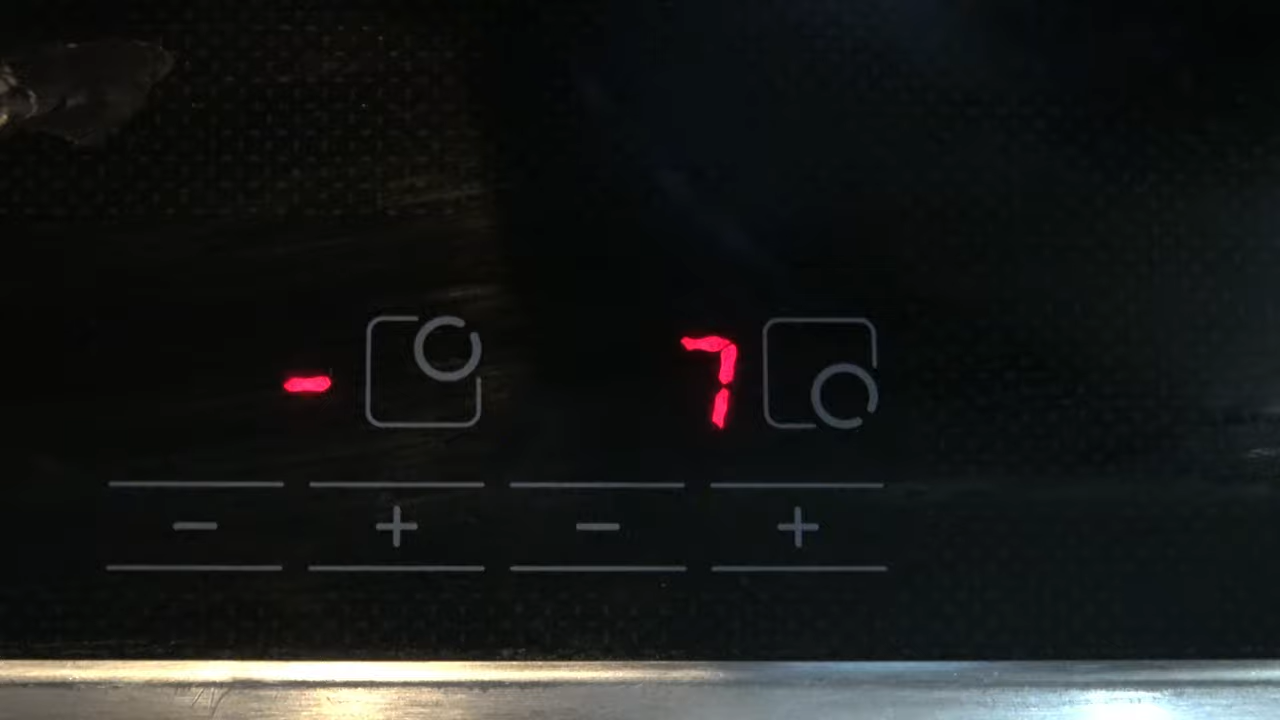 - 7
- + - +